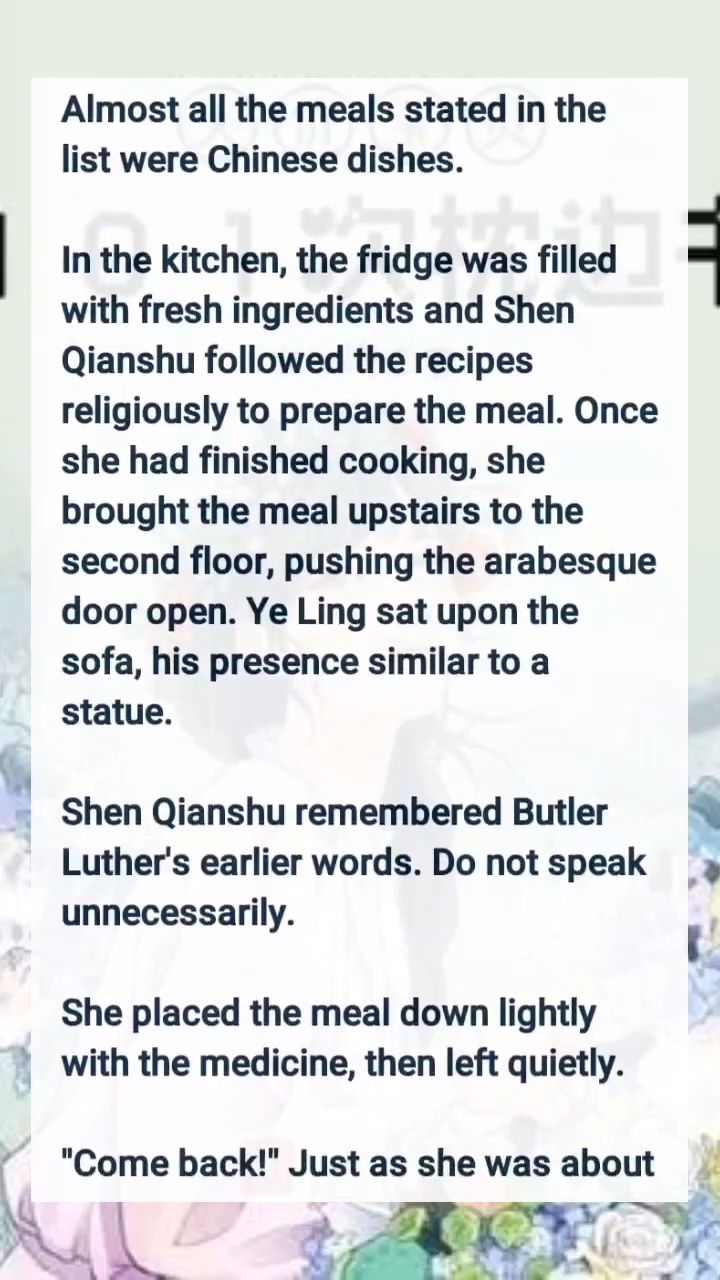 Almost all the meals stated in the
list were Chinese dishes.
In the kitchen, the fridge was filled
with fresh ingredients and Shen
Qianshu followed the recipes
religiously to prepare the meal. Once
she had finished cooking, she
brought the meal upstairs to the
second floor, pushing the arabesque
door open. Ye Ling sat upon the
sofa, his presence similar to a
statue.
Shen Qianshu remembered Butler
Luther's earlier words. Do not speak
unnecessarily.
She placed the meal down lightly
with the medicine, then left quietly.
"Come back!" Just as she was about
次枕边